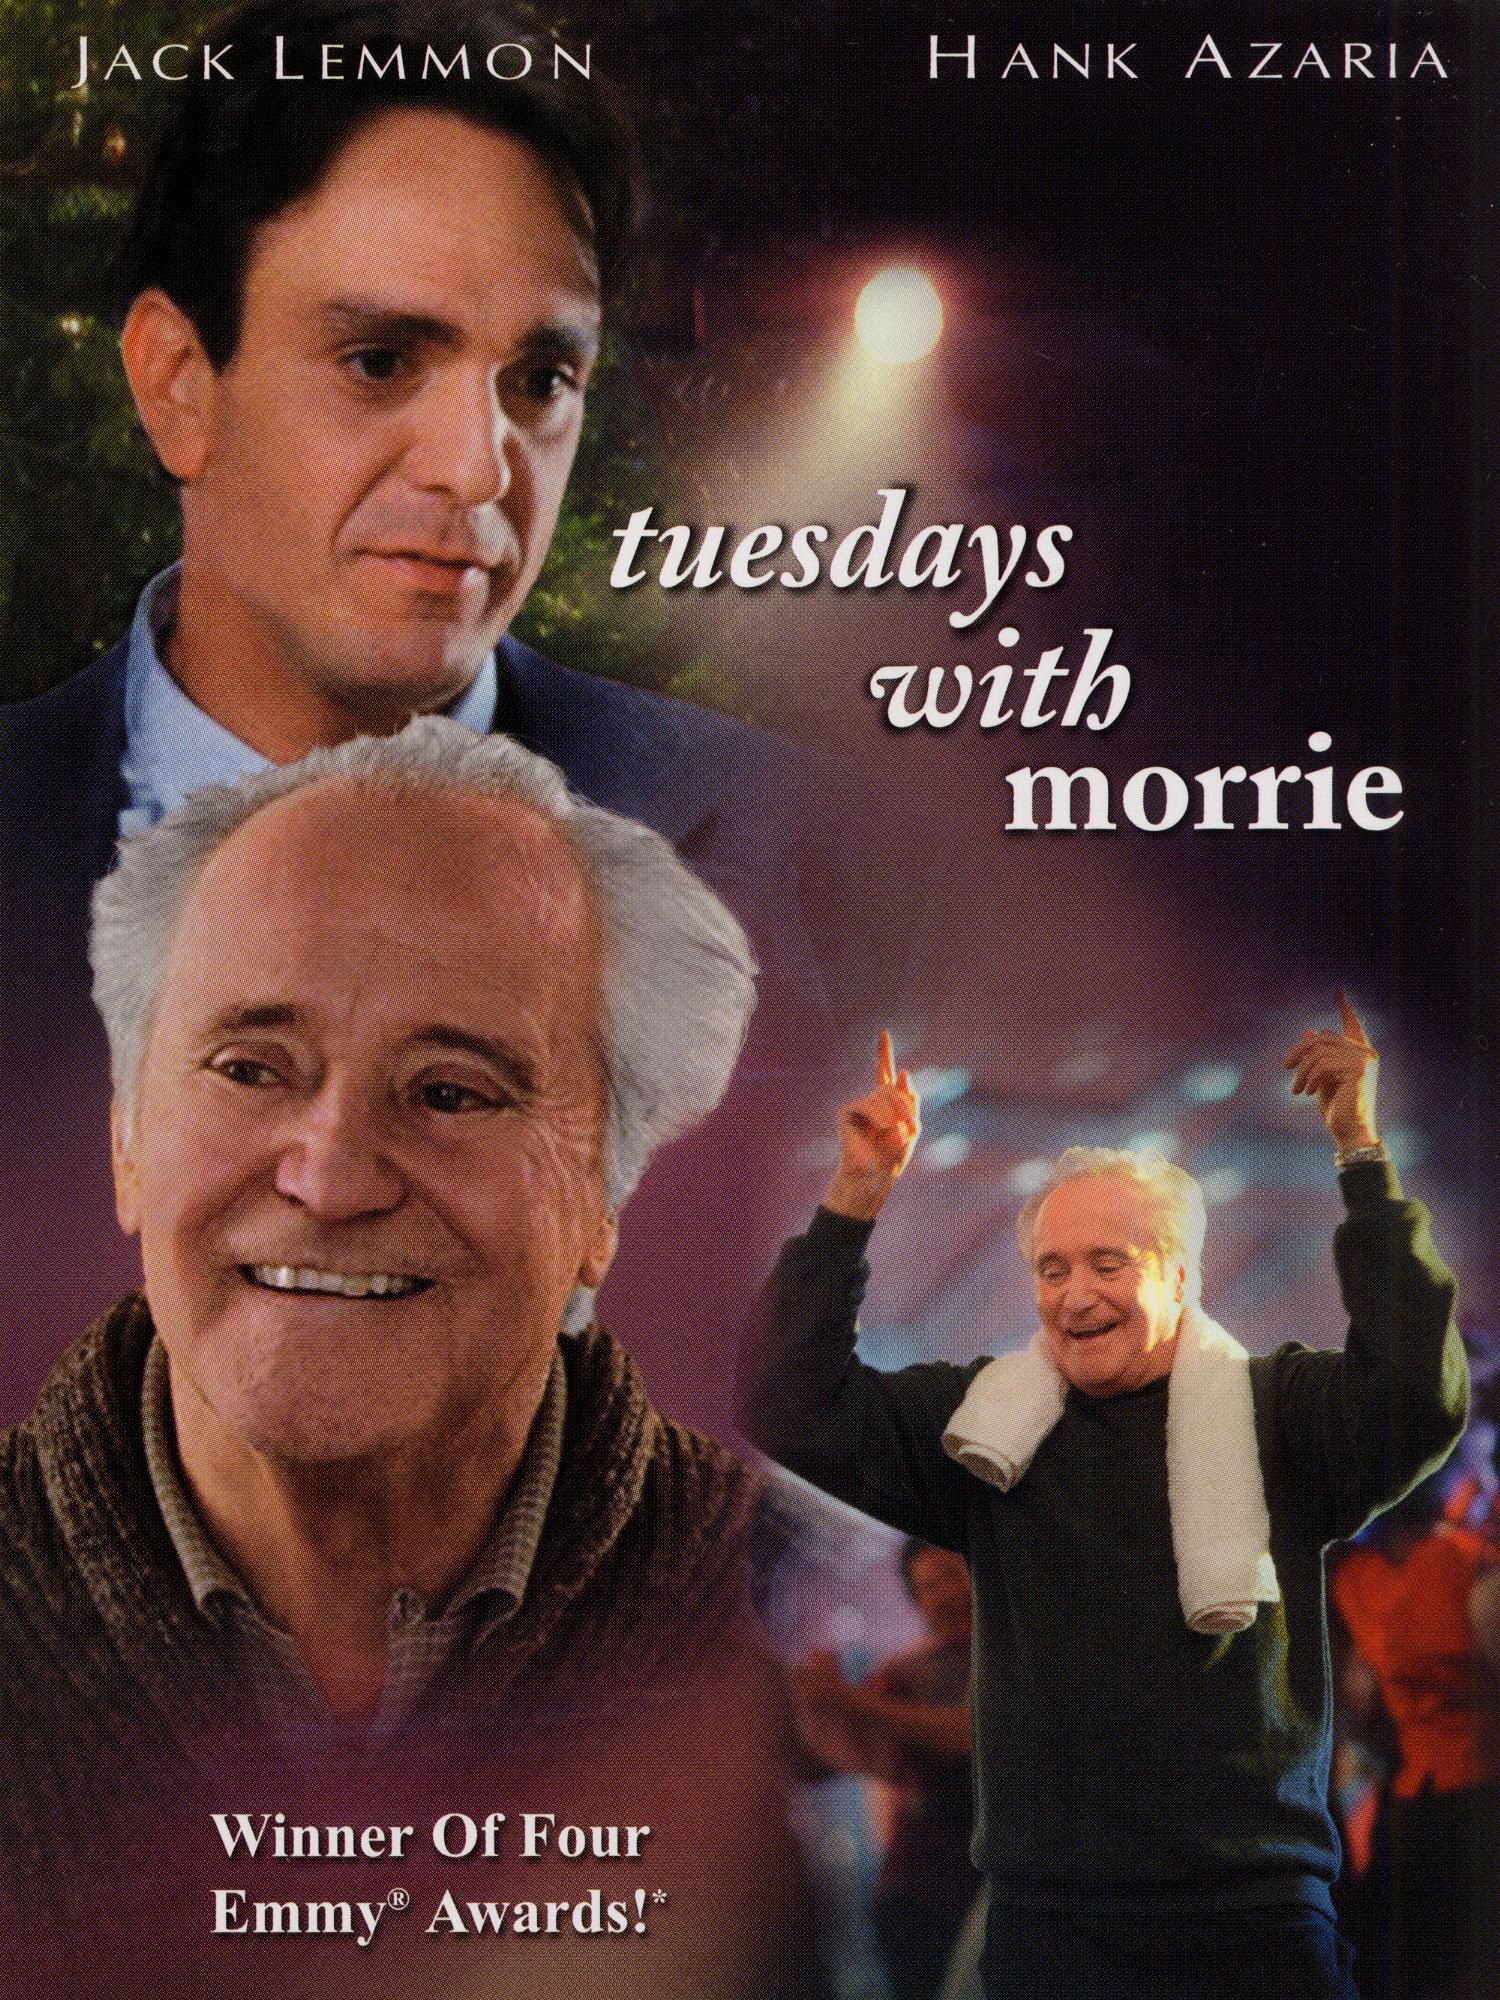 JACK LEMMON HANK AZARIA
tuesdays
with
morrie
Winner Of Four
Emmy® Awards!*